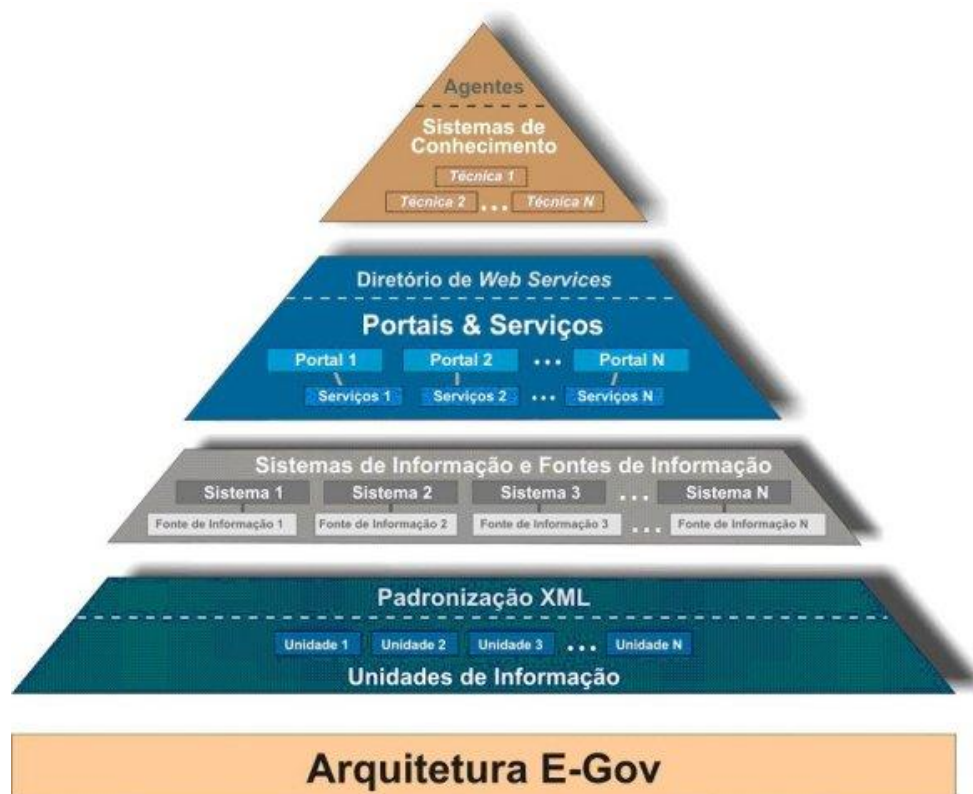 Agentes
Sistemas de
Conhecimento
Técnica 1
Técnica 2 ... Técnica N
Diretório de Web Services
Portais & Serviços
Portal 1 Portal 2 ... Portal N
Serviços 1 Serviços 2 ... Serviços N
Sistemas de Informação e Fontes de Informação
Sistema 1 Sistema 2 Sistema 3 ... Sistema N
Fonte de Informação 1 Fonte de Informação 2 Fonte de Informação 3 ... Fonte de Informação N
Padronização XML
Unidade 1 Unidade 2 Unidade 3 ... Unidade N
Unidades de Informação
Arquitetura E-Gov